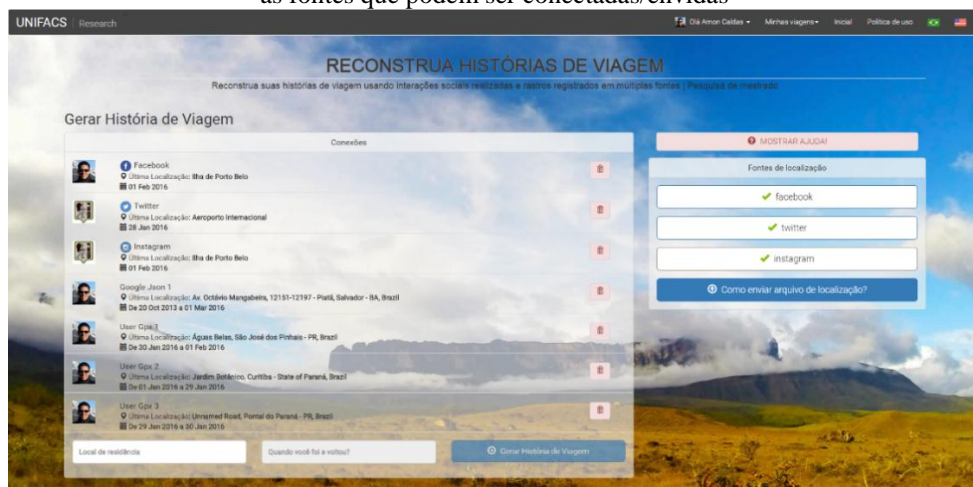 as fontes que podem ser conectadas/envidas
UNIFACS | Research
Olá Amon Caldas
Minhas viagens
Inicial
Política de uso
RECONSTRUA HISTÓRIAS DE VIAGEM
Reconstrua suas histórias de viagem usando interações sociais realizadas e rastros registrados em múltiplas fontes | Pesquisa de mestrado
Gerar História de Viagem
Conexões
Facebook
Última Localização: Ilha de Porto Belo
01 Feb 2016
Twitter
Última Localização: Aeroporto Internacional
28 Jan 2016
Instagram
Última Localização: Ilha de Porto Belo
01 Feb 2016
Google Json 1
Última Localização: Av. Octávio Mangabeira, 12151-12197 - Piatã, Salvador - BA, Brazil
De 20 Oct 2013 a 01 Mar 2016
User Gpx 1
Última Localização: Águas Belas, São José dos Pinhais - PR, Brazil
De 30 Jan 2016 a 01 Feb 2016
User Gpx 2
Última Localização: Jardim Botânico, Curitiba - State of Paraná, Brazil
De 01 Jan 2016 a 29 Jan 2016
User Gpx 3
Última Localização: Unnamed Road, Pontal do Paraná - PR, Brazil
De 29 Jan 2016 a 30 Jan 2016
Local de residência
Quando você foi e voltou?
Gerar História de Viagem
MOSTRAR AJUDA!
Fontes de localização
facebook
twitter
instagram
Como enviar arquivo de localização?